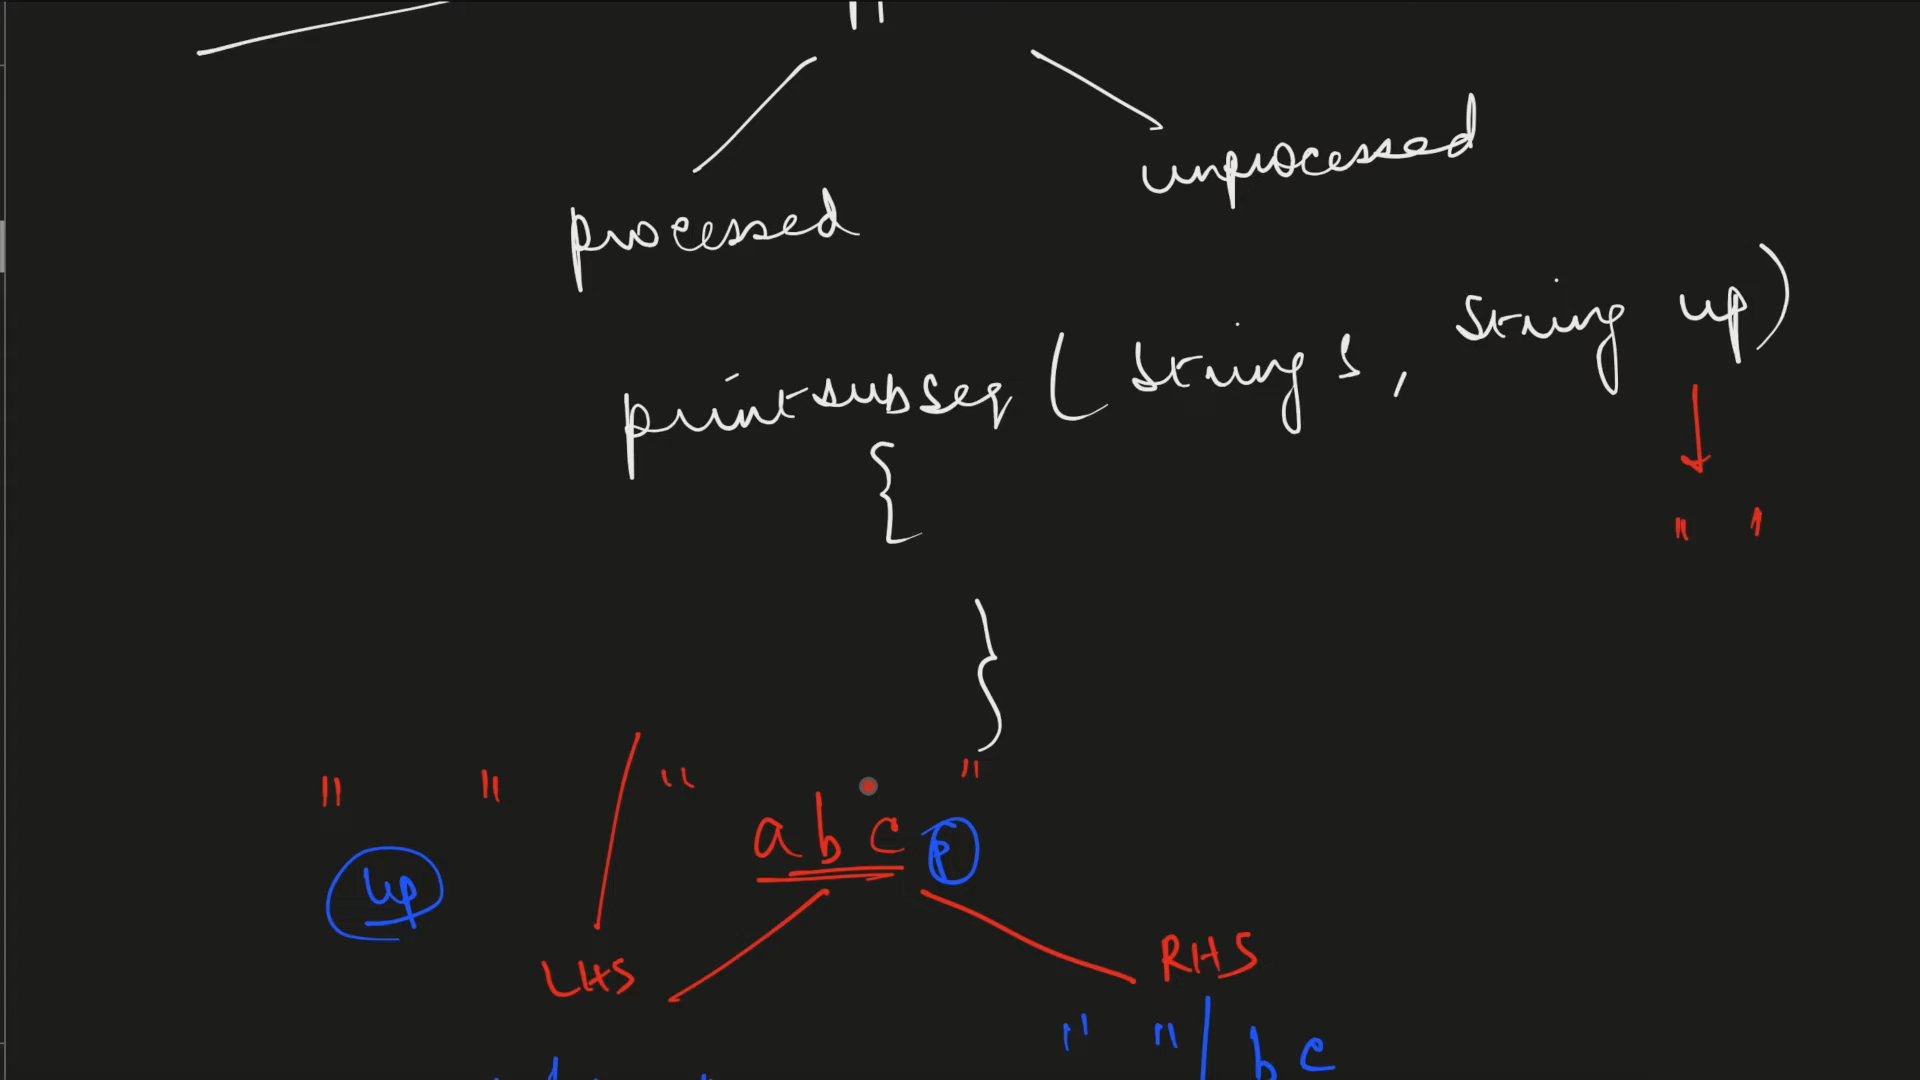 unprocessed
processed
printsubseq ( String s, String up)
{
" "
}
" " / " abc "
up p
LHS RHS
" " / bc